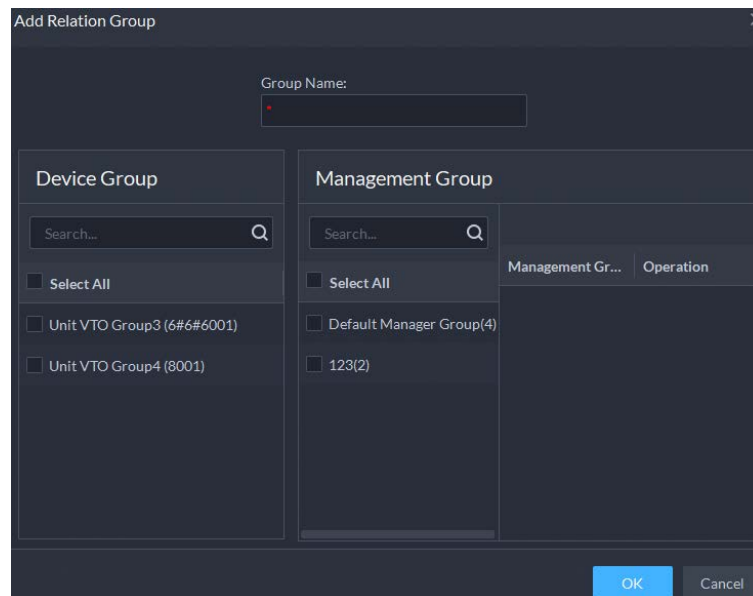 Add Relation Group
Group Name:
*
Device Group
Search...
Select All
Unit VTO Group3 (6#6#6001)
Unit VTO Group4 (8001)
Management Group
Search...
Select All
Default Manager Group(4)
123(2)
Management Gr... Operation
OK Cancel